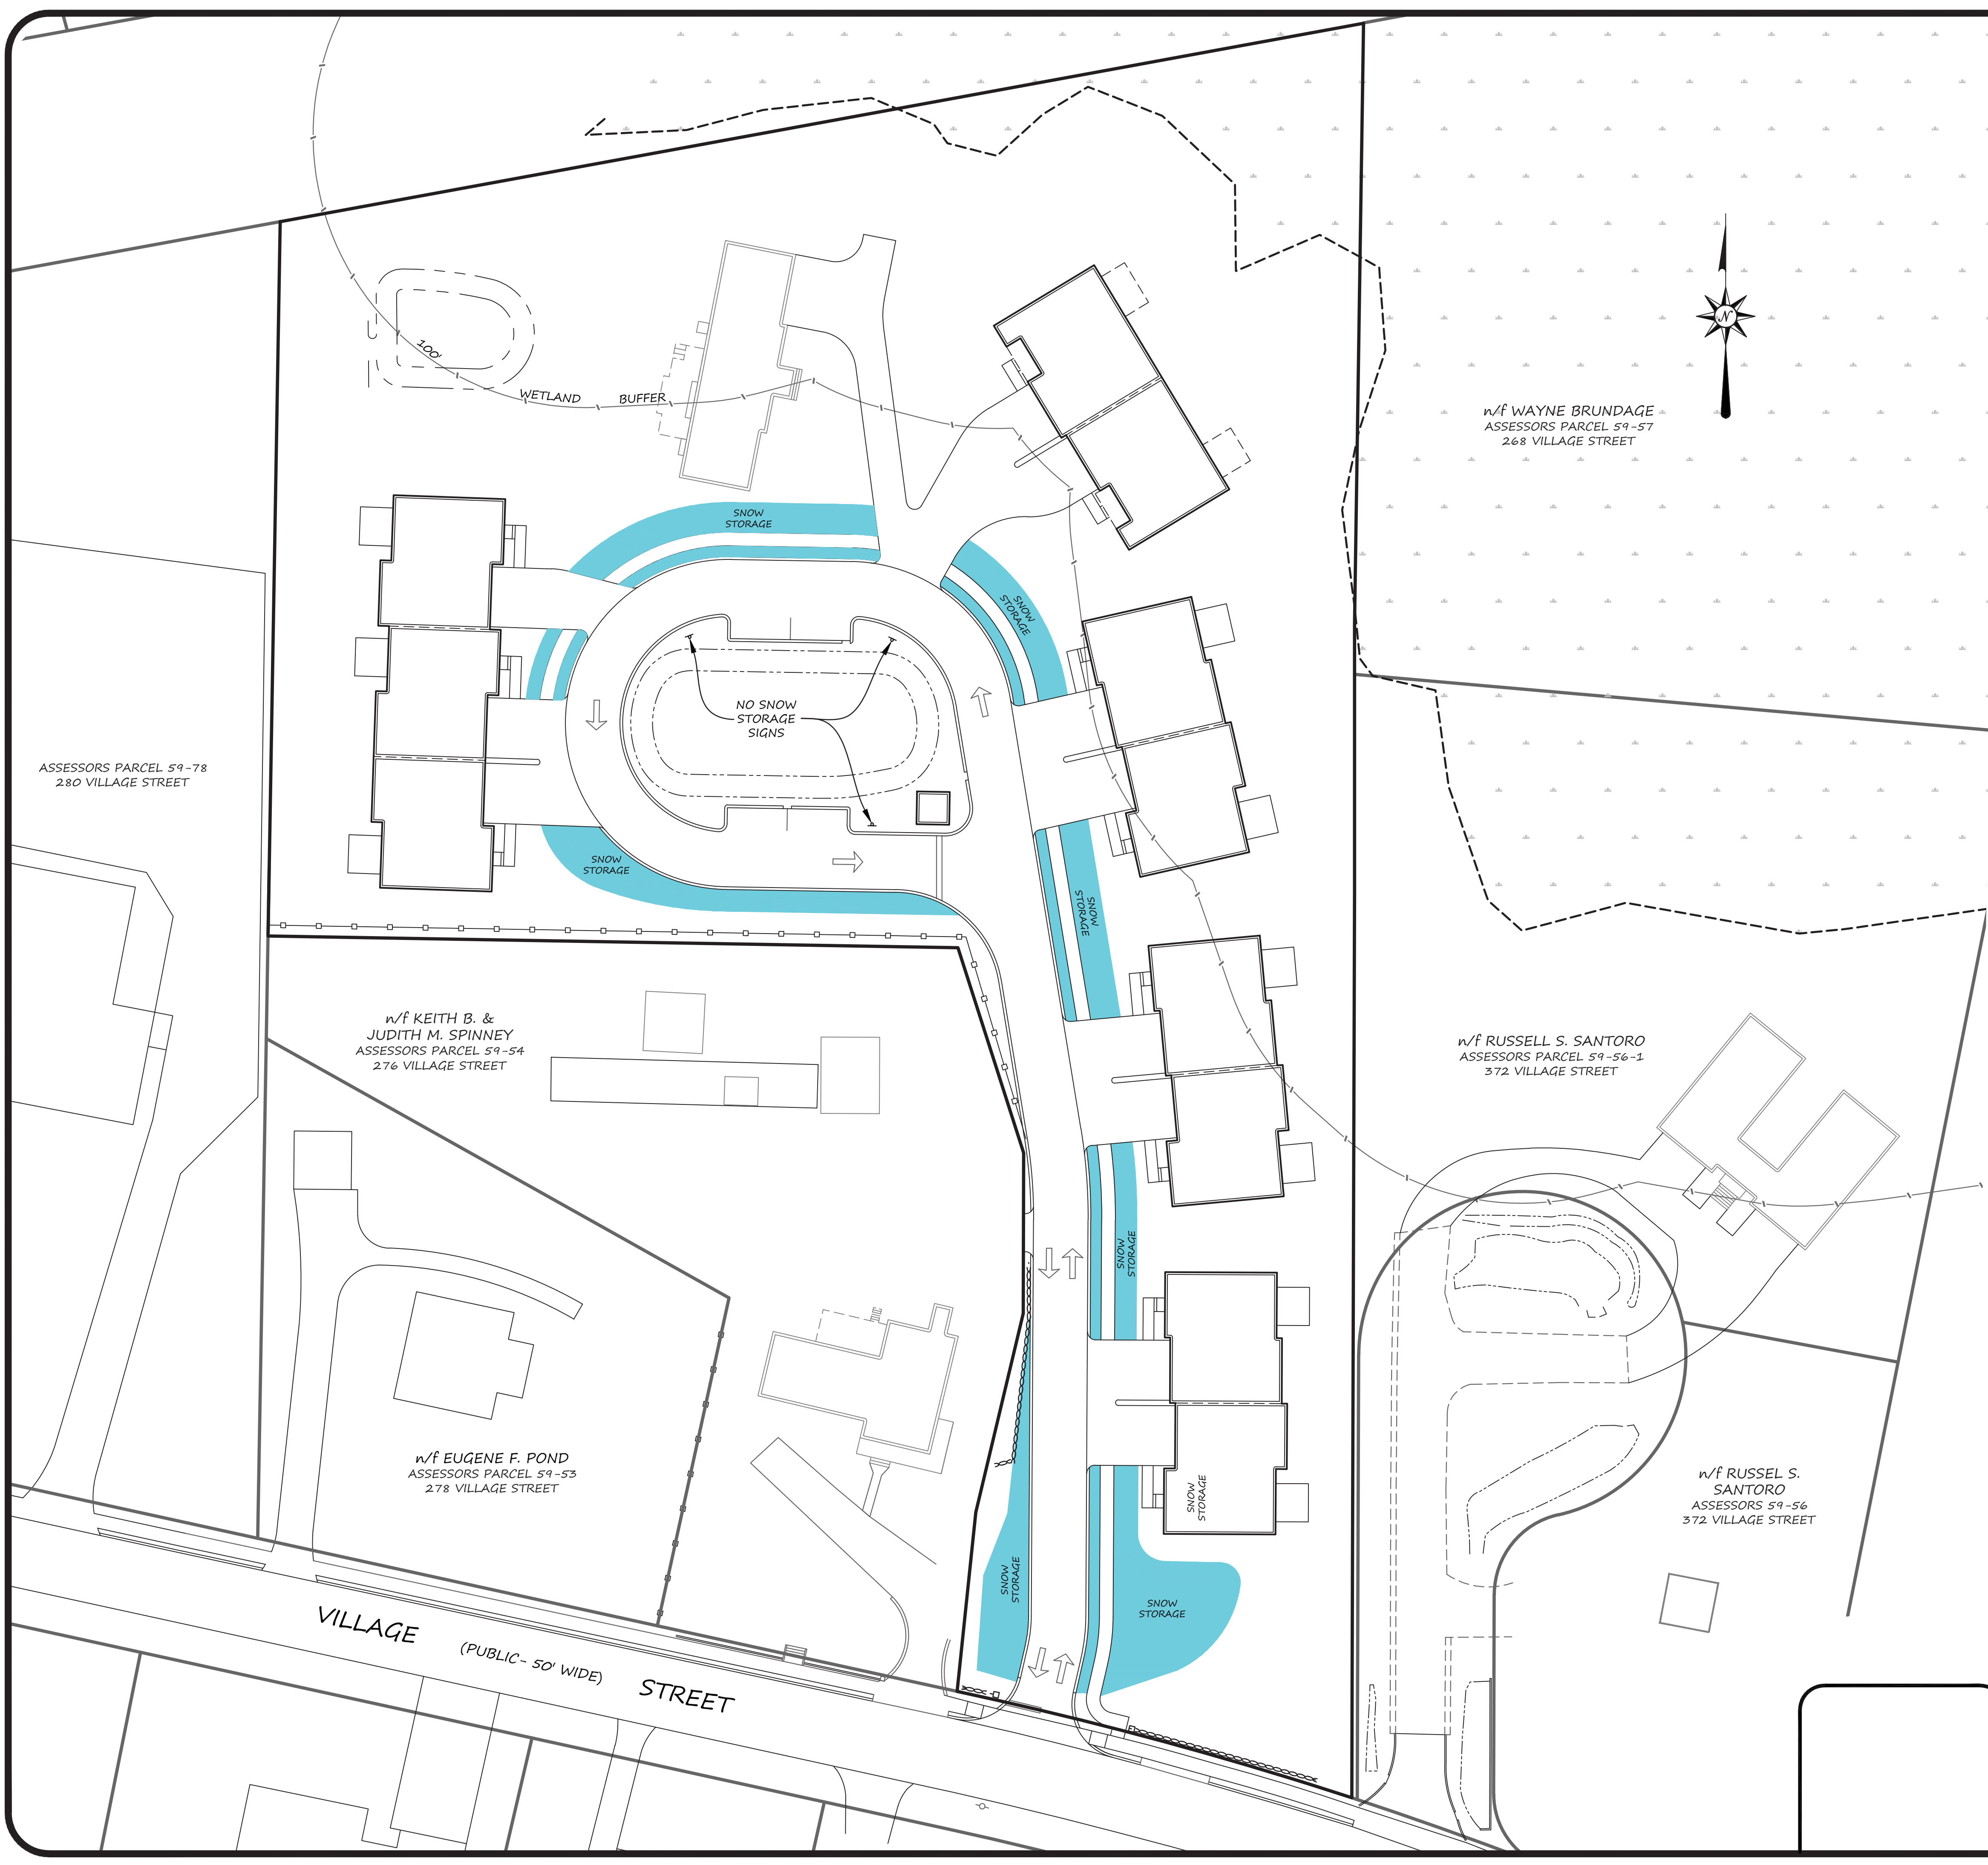 N
n/f WAYNE BRUNDAGE
ASSESSORS PARCEL 59-57
268 VILLAGE STREET
100'
WETLAND BUFFER
SNOW
STORAGE
SNOW
STORAGE
NO SNOW
STORAGE
SIGNS
ASSESSORS PARCEL 59-78
280 VILLAGE STREET
SNOW
STORAGE
SNOW
STORAGE
n/f KEITH B. &
JUDITH M. SPINNEY
ASSESSORS PARCEL 59-54
276 VILLAGE STREET
n/f RUSSELL S. SANTORO
ASSESSORS PARCEL 59-56-1
372 VILLAGE STREET
SNOW
STORAGE
n/f EUGENE F. POND
ASSESSORS PARCEL 59-53
278 VILLAGE STREET
SNOW
STORAGE
n/f RUSSEL S.
SANTORO
ASSESSORS 59-56
372 VILLAGE STREET
SNOW
STORAGE
SNOW
STORAGE
VILLAGE (PUBLIC- 50' WIDE) STREET